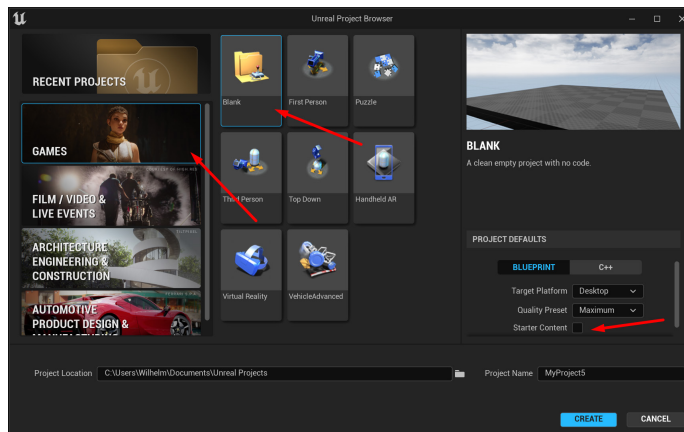 Unreal Project Browser
RECENT PROJECTS
GAMES
FILM / VIDEO &
LIVE EVENTS
ARCHITECTURE
ENGINEERING &
CONSTRUCTION
AUTOMOTIVE
PRODUCT DESIGN &
MANUFACTURING
Blank
First Person
Puzzle
Third Person
Top Down
Handheld AR
Virtual Reality
VehicleAdvanced
BLANK
A clean empty project with no code.
PROJECT DEFAULTS
BLUEPRINT
C++
Target Platform
Desktop
Quality Preset
Maximum
Starter Content
Project Location
C:\Users\Wilhelm\Documents\Unreal Projects
Project Name
MyProject5
CREATE
CANCEL